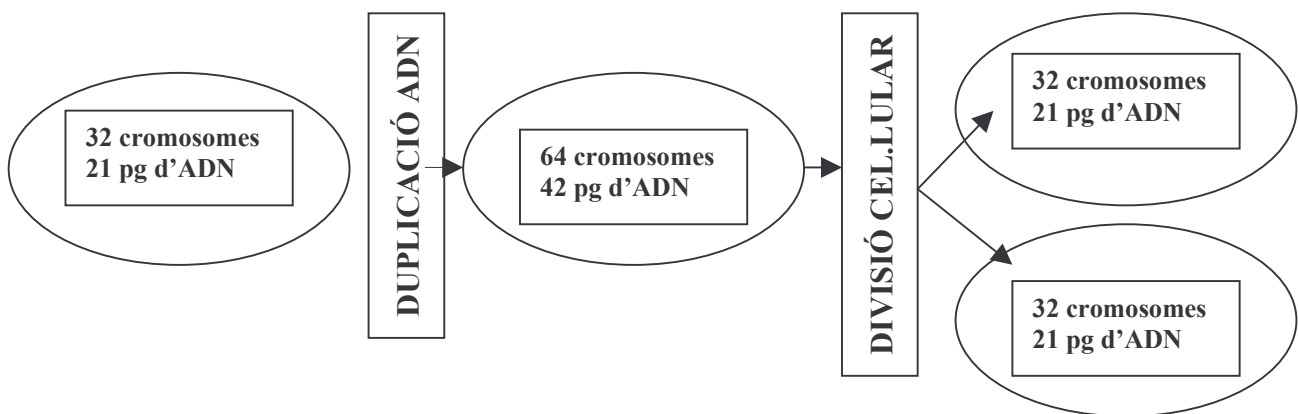 32 cromosomes
21 pg d’ADN
DUPLICACIÓ ADN
64 cromosomes
42 pg d’ADN
DIVISIÓ CEL.LULAR
32 cromosomes
21 pg d’ADN
32 cromosomes
21 pg d’ADN